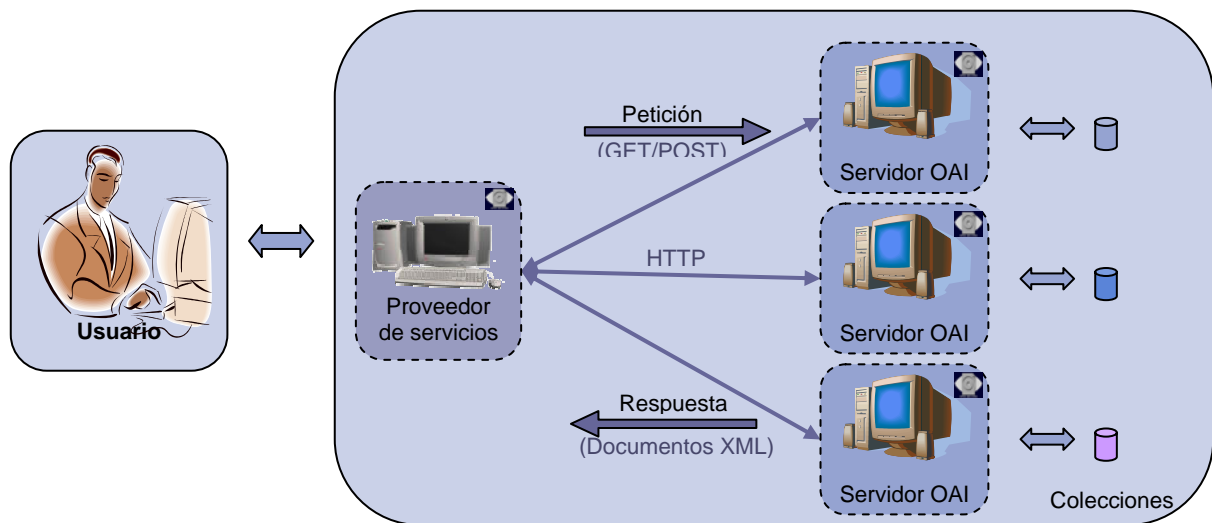 Petición
(GET/POST)
Servidor OAI
Usuario
Proveedor
de servicios
HTTP
Servidor OAI
Respuesta
(Documentos XML)
Servidor OAI
Colecciones